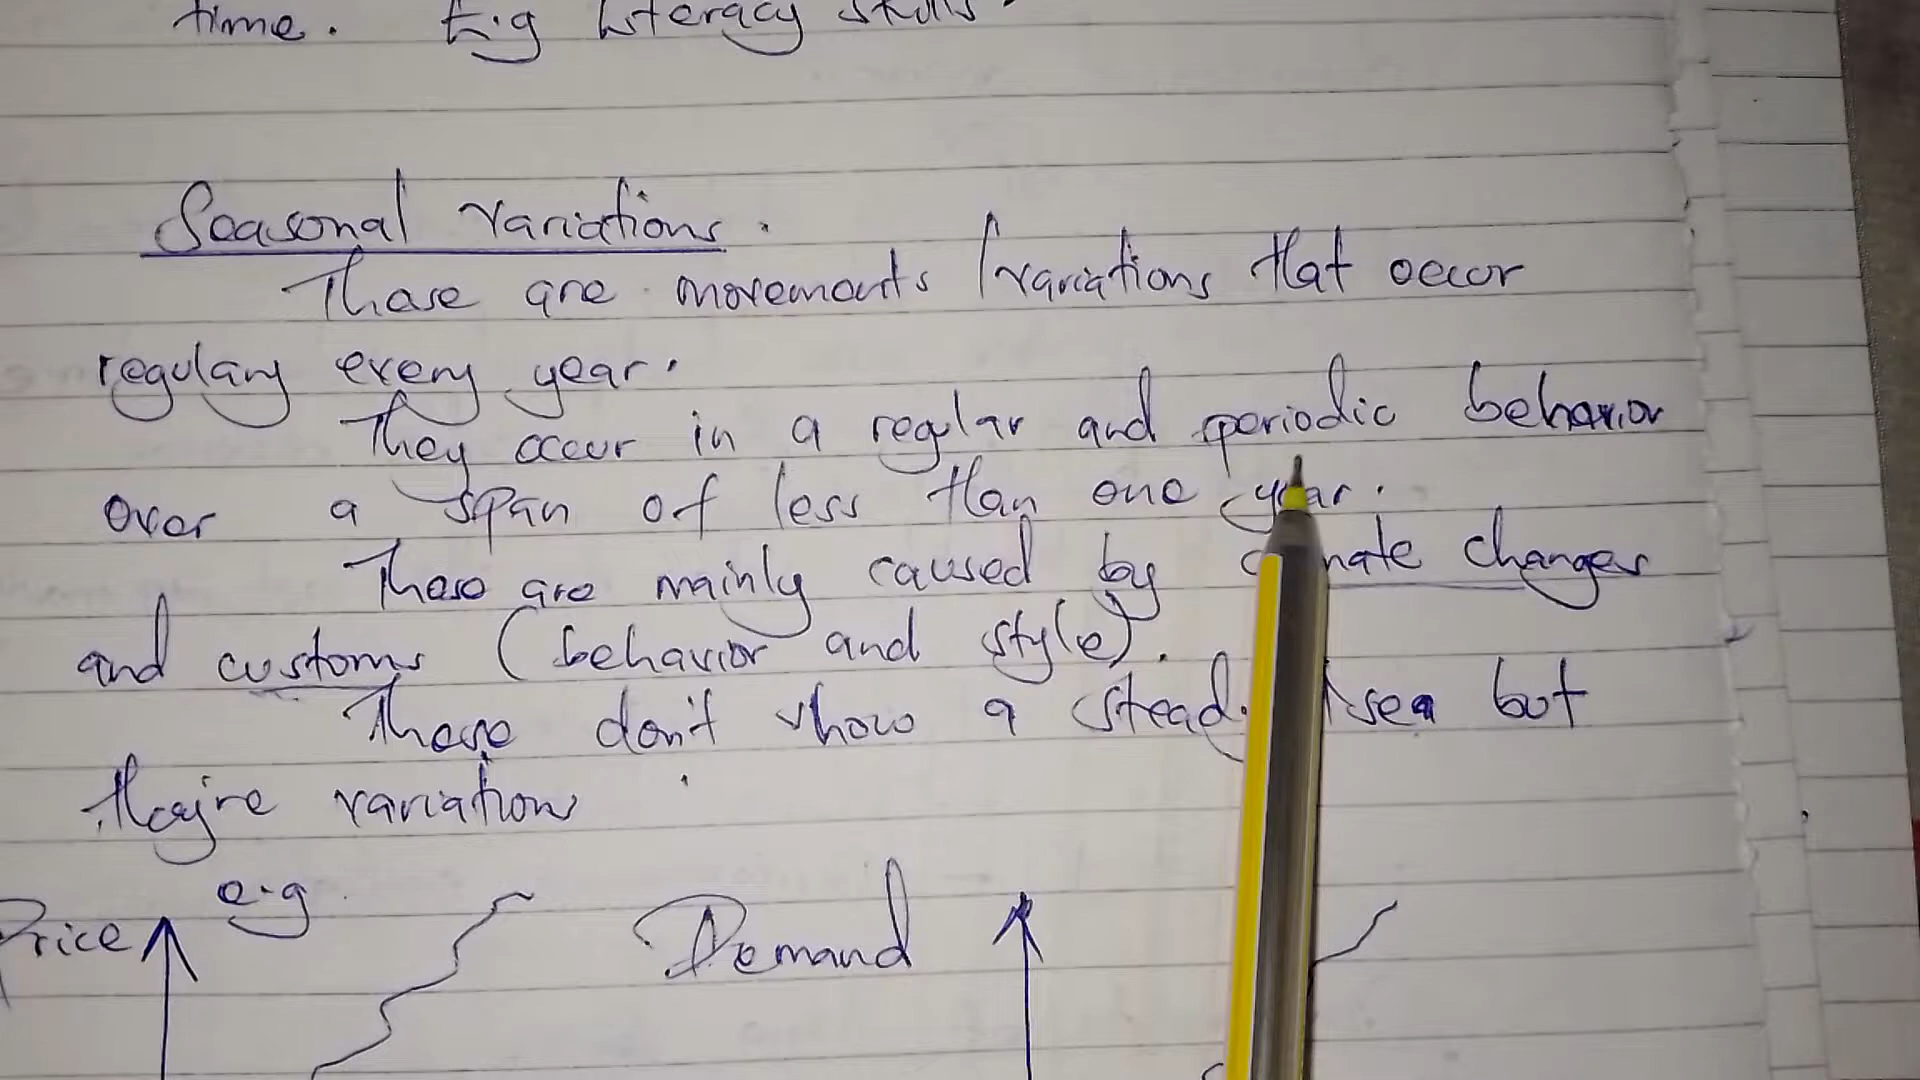 time. E.g literacy skills.
Seasonal variations.
These are movements/variations that occur
regulary every year.
They occur in a regular and periodic behavior
over a span of less than one year.
These are mainly caused by changes
and customs (behavior and style).
These don't show a but
they're variations
e.g
Price Demand